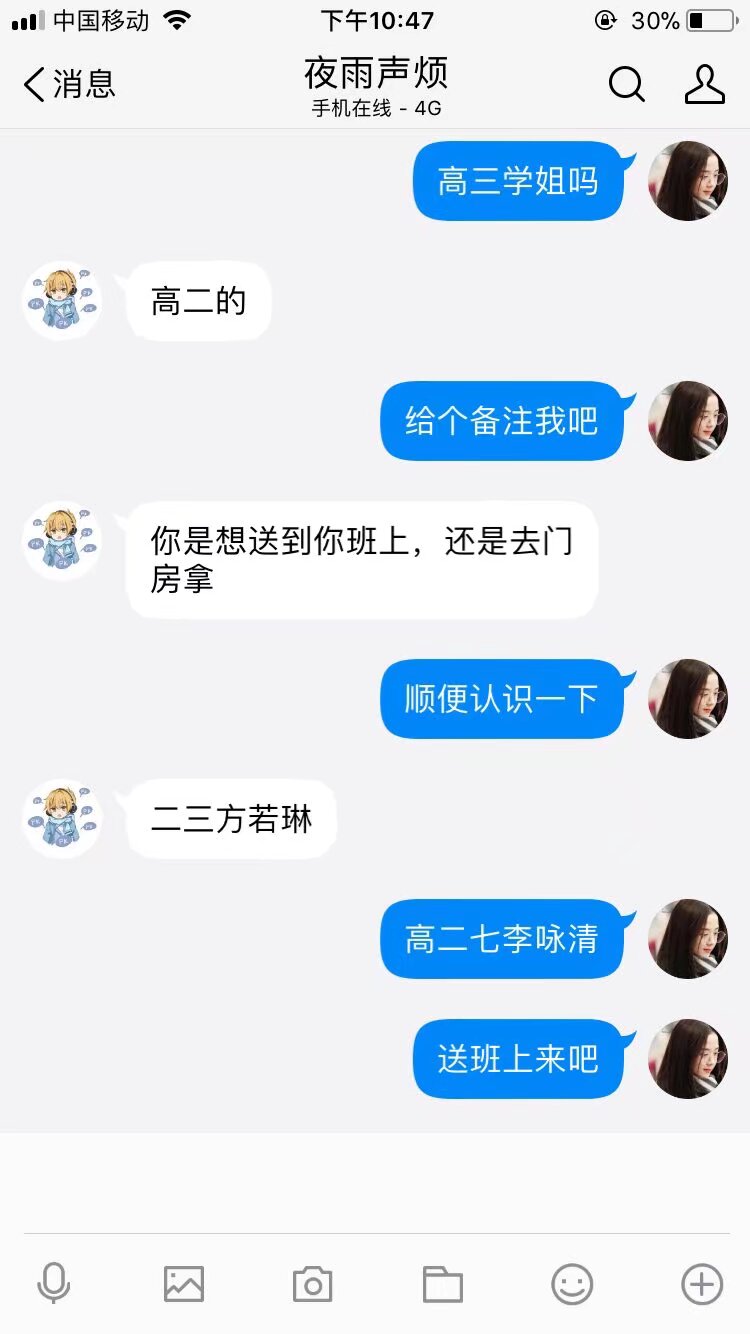 中国移动
下午10:47
30%
消息
夜雨声烦
手机在线 - 4G
高三学姐吗
高二的
给个备注我吧
你是想送到你班上，还是去门
房拿
顺便认识一下
二三方若琳
高二七李咏清
送班上来吧